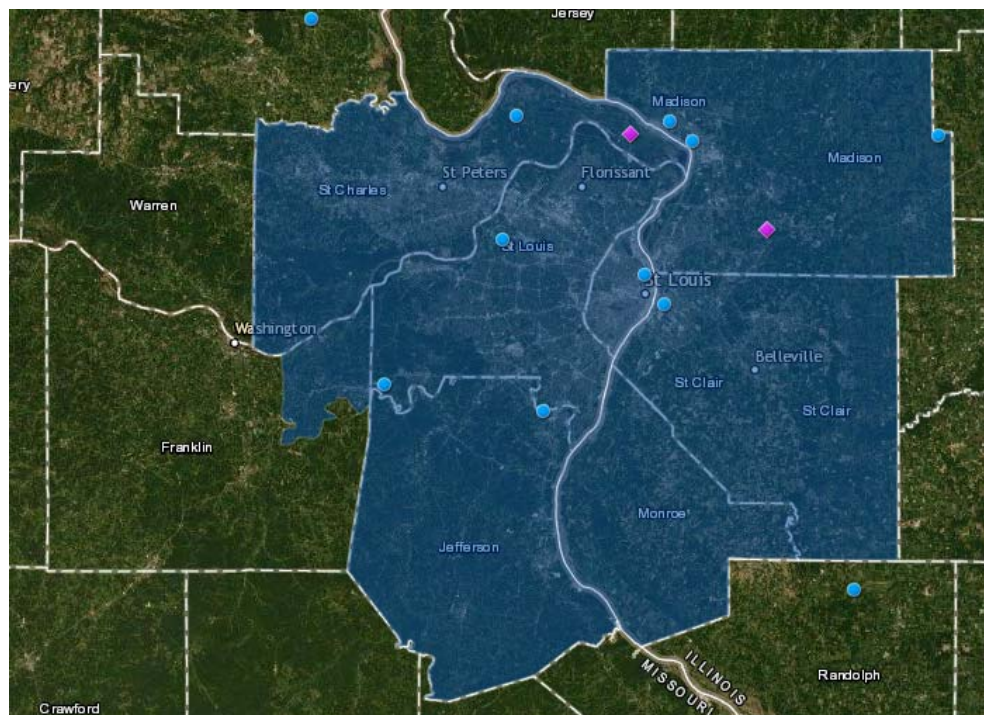 Jersey
ery
Madison
Madison
St Peters
Florissant
St Charles
Warren
St Louis
St Louis
Washington
Belleville
St Clair
St Clair
Franklin
Monroe
Jefferson
ILLINOIS
MISSOURI
Randolph
Crawford